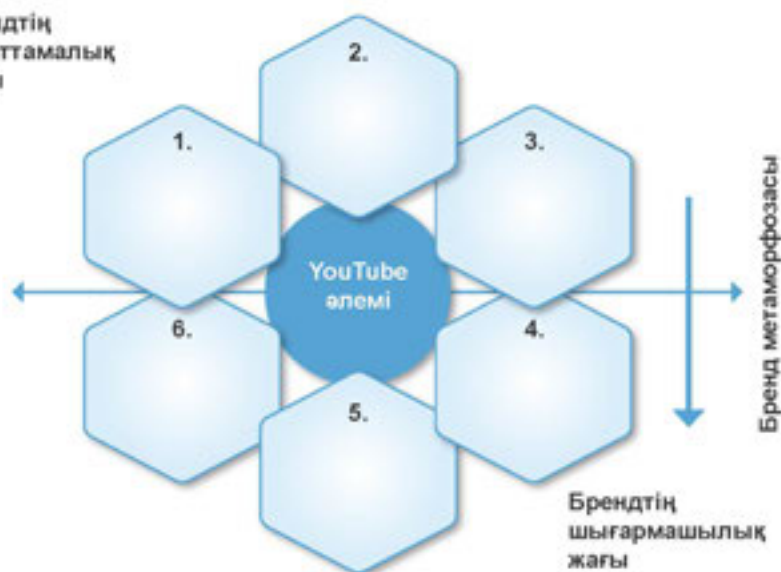 2.
1.
3.
YouTube
әлемі
6.
4.
5.
Бренд метаморфозасы
Брендтің
шығармашылық
жағы